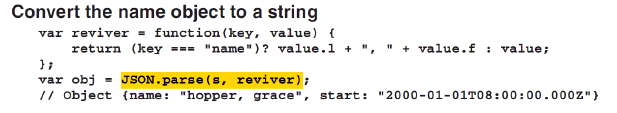 Convert the name object to a string
var reviver = function(key, value) {
return (key === "name")? value.l + ", " + value.f : value;
};
var obj = JSON.parse(s, reviver);
// Object {name: "hopper, grace", start: "2000-01-01T08:00:00.000Z"}